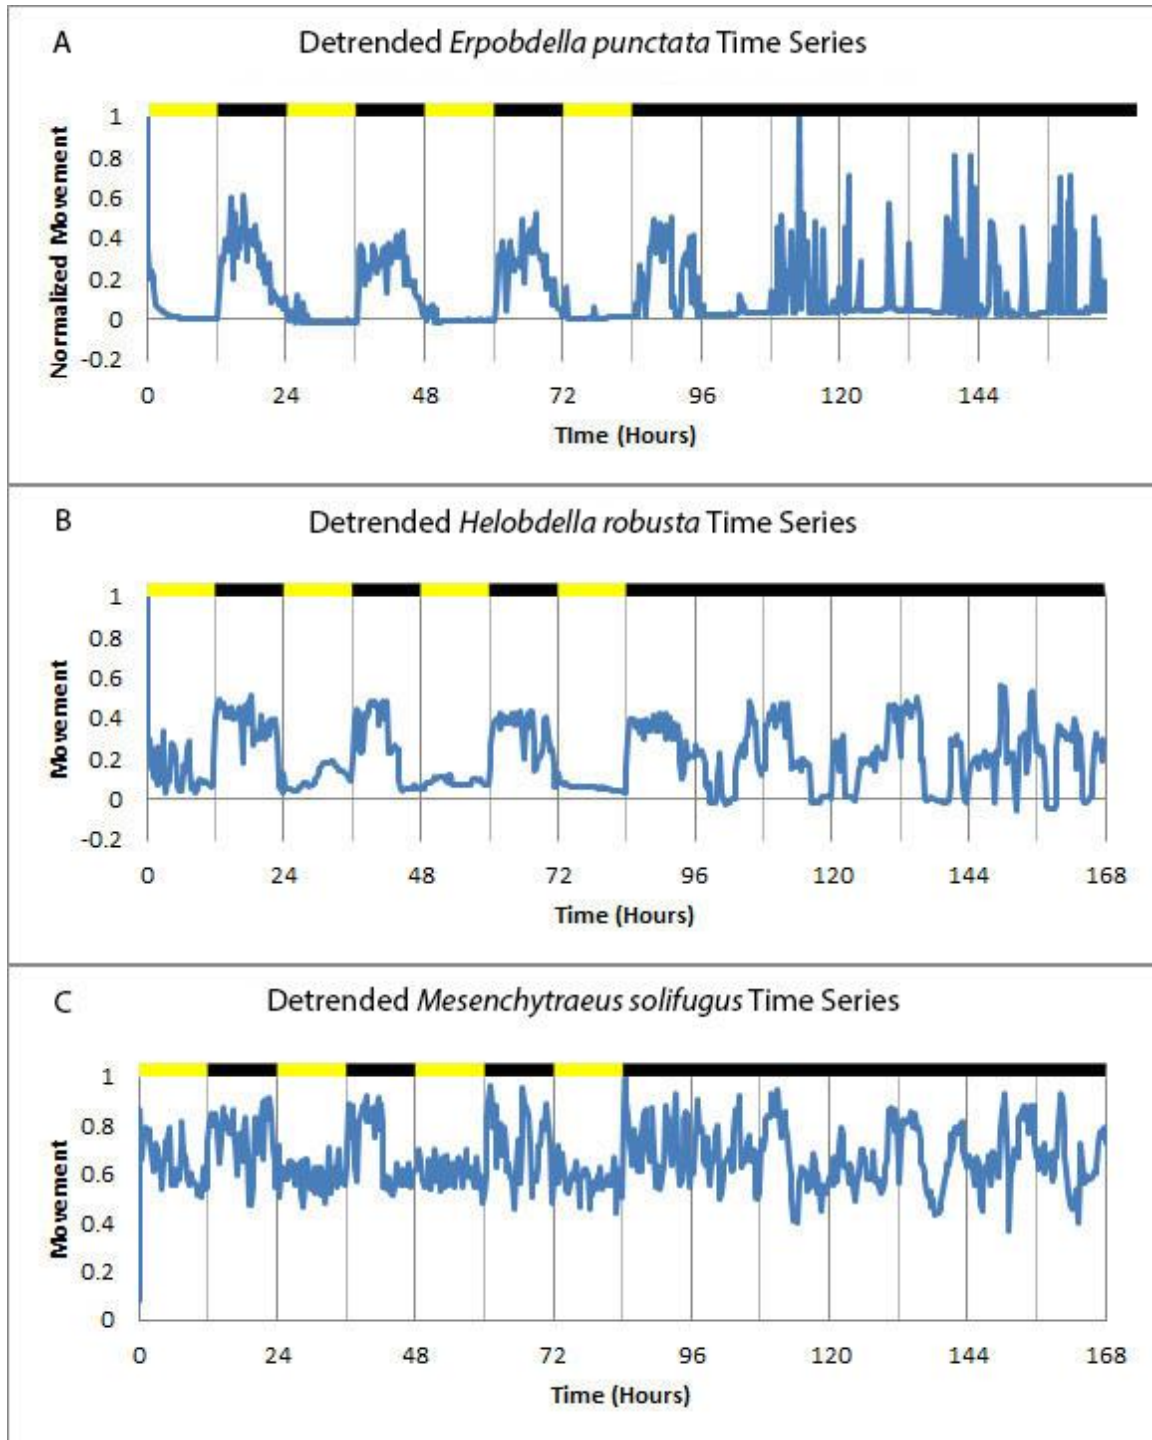 A
Detrended Erpobdella punctata Time Series
Normalized Movement
1
0.8
0.6
0.4
0.2
0
-0.2
0 24 48 72 96 120 144
TIme (Hours)
B
Detrended Helobdella robusta Time Series
Movement
1
0.8
0.6
0.4
0.2
0
-0.2
0 24 48 72 96 120 144 168
Time (Hours)
C
Detrended Mesenchytraeus solifugus Time Series
Movement
1
0.8
0.6
0.4
0.2
0
0 24 48 72 96 120 144 168
Time (Hours)